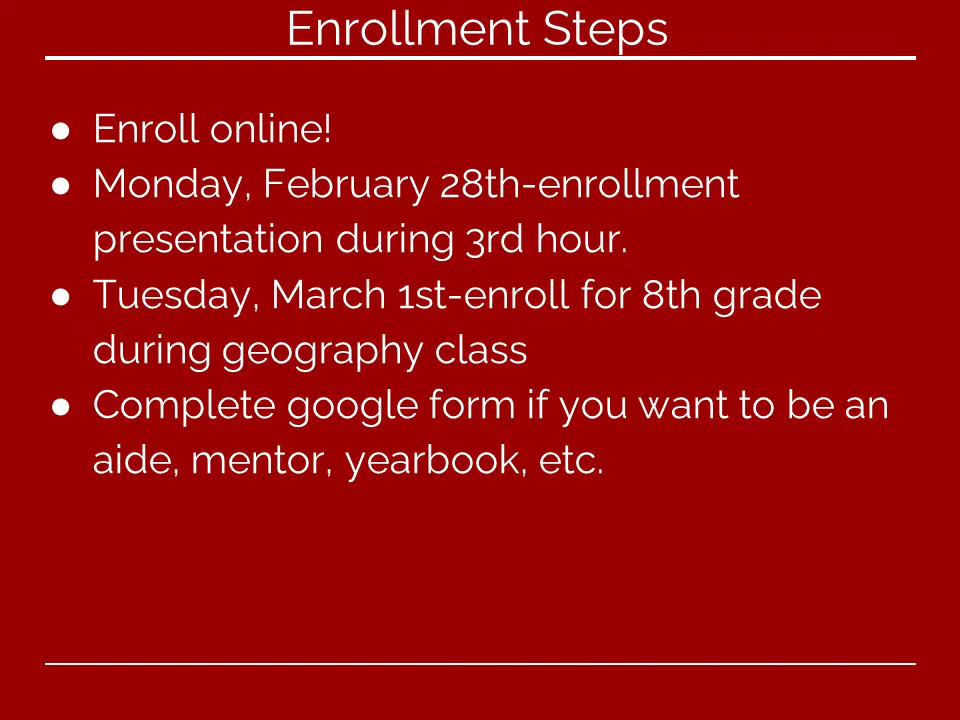 Enrollment Steps
● Enroll online!
● Monday, February 28th-enrollment
presentation during 3rd hour.
● Tuesday, March 1st-enroll for 8th grade
during geography class
● Complete google form if you want to be an
aide, mentor, yearbook, etc.